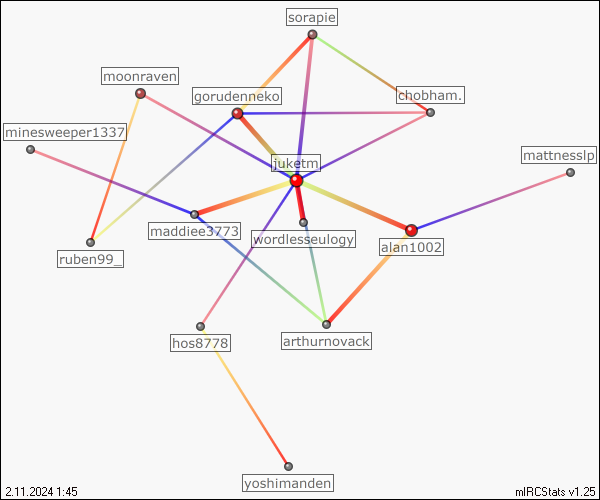 sorapie
moonraven
gorudenneko
chobham.
minesweeper1337
juketm
mattnesslp
maddiee3773
wordlesseulogy
alan1002
ruben99_
hos8778
arthurnovack
yoshimanden
2.11.2024 1:45
mIRCStats v1.25